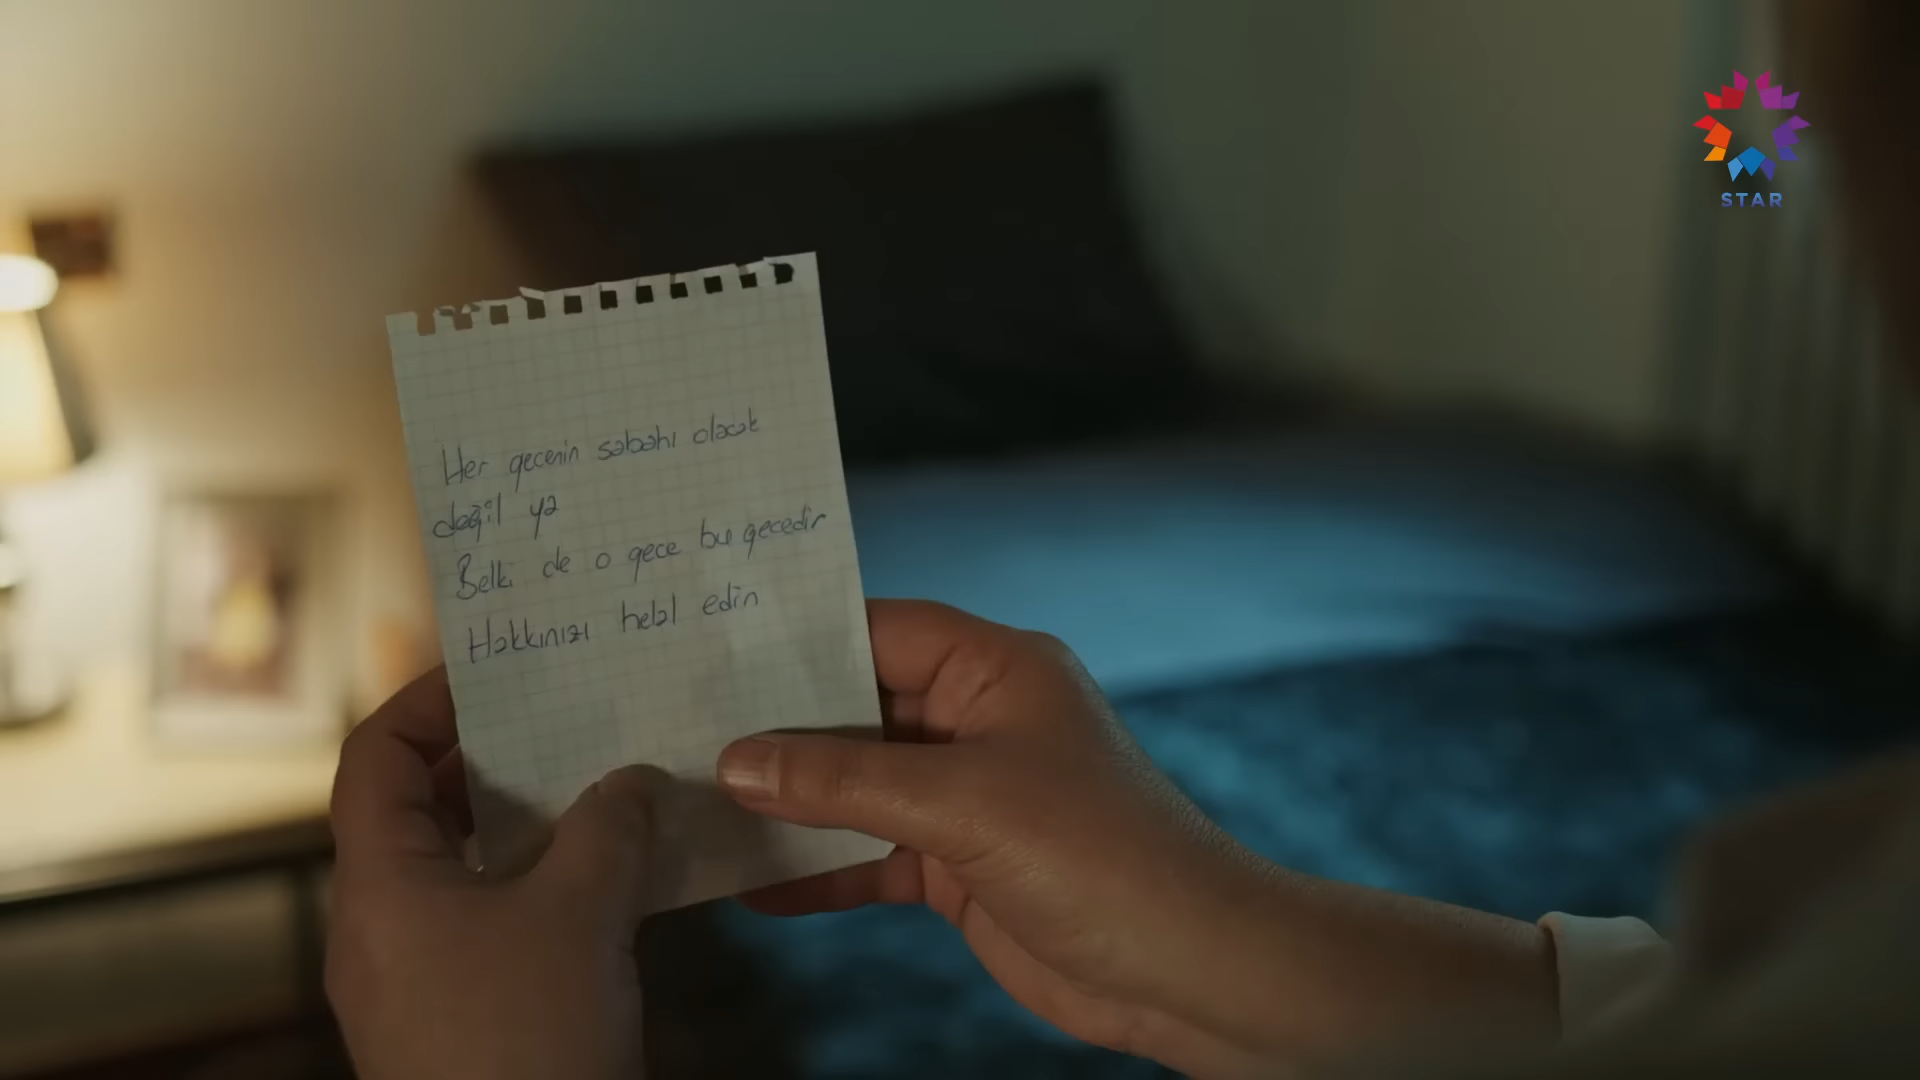 STAR
Her gecenin sabahı olacak
değil ya
Belki de o gece bu gecedir
Hakkınızı helal edin